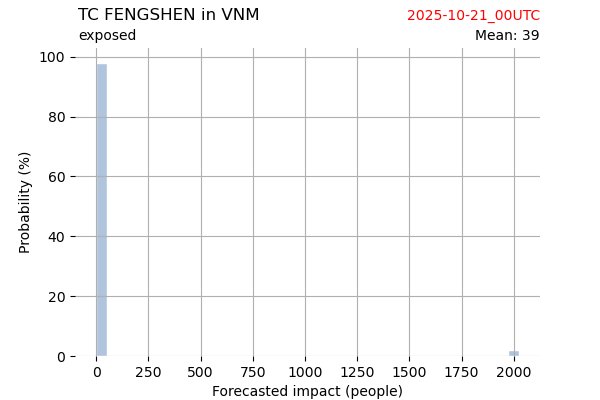 TC FENGSHEN in VNM
2025-10-21_00UTC
exposed
Mean: 39
100
80
60
40
20
0
Probability (%)
0 250 500 750 1000 1250 1500 1750 2000
Forecasted impact (people)